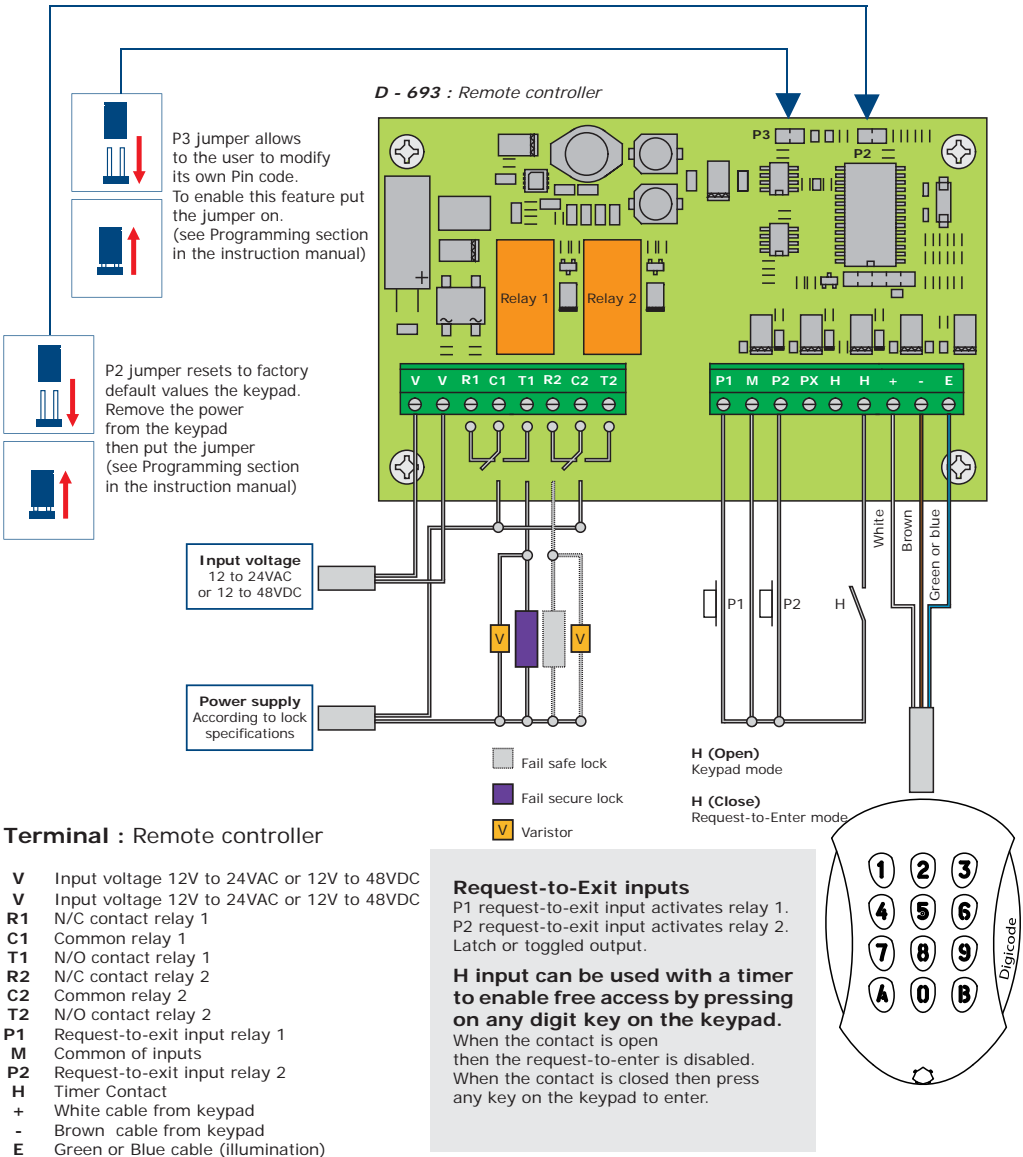 D - 693 : Remote controller
P3 jumper allows
to the user to modify
its own Pin code.
To enable this feature put
the jumper on.
(see Programming section
in the instruction manual)
P2 jumper resets to factory
default values the keypad.
Remove the power
from the keypad
then put the jumper
(see Programming section
in the instruction manual)
P3
P2
+
~ ~
Relay 1
Relay 2
V V R1 C1 T1 R2 C2 T2
P1 M P2 PX H H + - E
White
Brown
Green or blue
Input voltage
12 to 24VAC
or 12 to 48VDC
P1
P2
H
V
V
Power supply
According to lock
specifications
Fail safe lock
Fail secure lock
V Varistor
H (Open)
Keypad mode
H (Close)
Request-to-Enter mode
Terminal : Remote controller
V Input voltage 12V to 24VAC or 12V to 48VDC
V Input voltage 12V to 24VAC or 12V to 48VDC
R1 N/C contact relay 1
C1 Common relay 1
T1 N/O contact relay 1
R2 N/C contact relay 2
C2 Common relay 2
T2 N/O contact relay 2
P1 Request-to-exit input relay 1
M Common of inputs
P2 Request-to-exit input relay 2
H Timer Contact
+ White cable from keypad
- Brown cable from keypad
E Green or Blue cable (illumination)
Request-to-Exit inputs
P1 request-to-exit input activates relay 1.
P2 request-to-exit input activates relay 2.
Latch or toggled output.
H input can be used with a timer
to enable free access by pressing
on any digit key on the keypad.
When the contact is open
then the request-to-enter is disabled.
When the contact is closed then press
any key on the keypad to enter.
1 2 3
4 5 6
7 8 9
A 0 B
Digicode